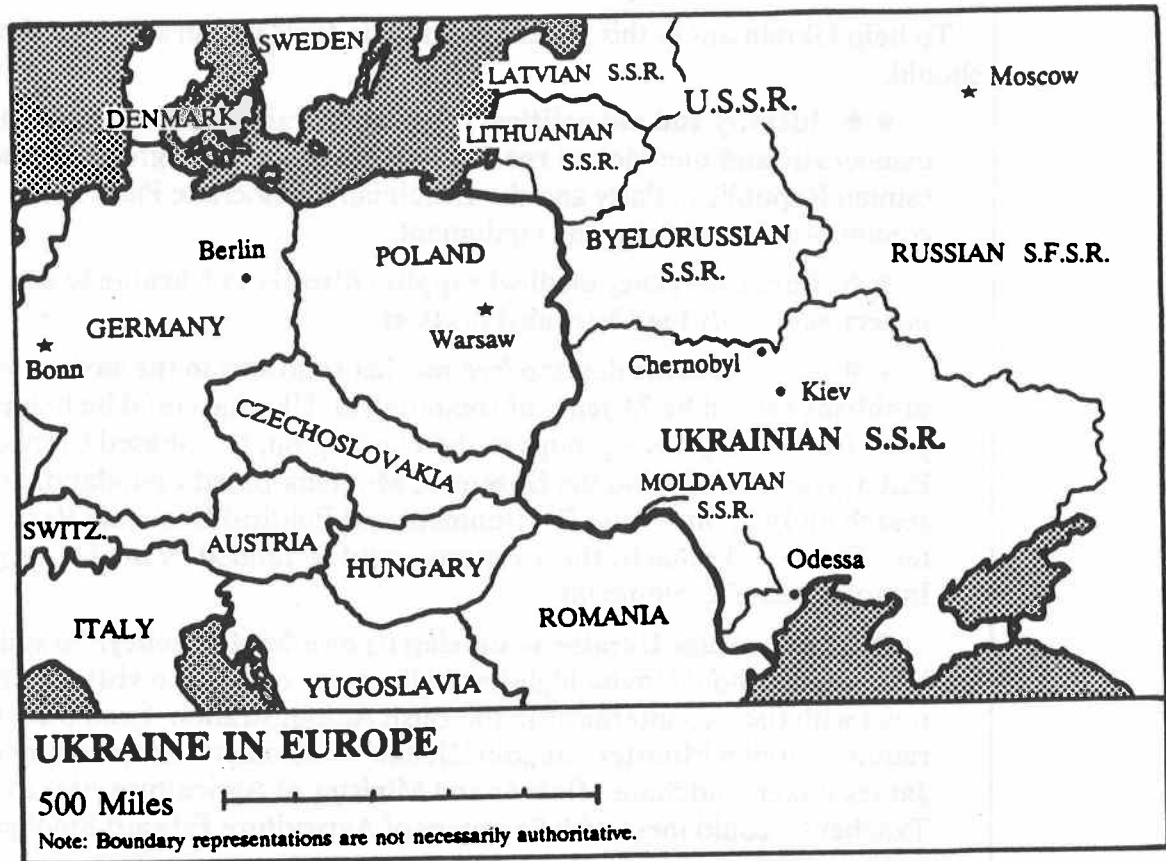 SWEDEN
LATVIAN S.S.R.
Moscow
U.S.S.R.
DENMARK
LITHUANIAN
S.S.R.
Berlin
POLAND
BYELORUSSIAN
S.S.R.
RUSSIAN S.F.S.R.
GERMANY
Warsaw
Bonn
Chernobyl
Kiev
CZECHOSLOVAKIA
UKRAINIAN S.S.R.
MOLDAVIAN
S.S.R.
SWITZ.
AUSTRIA
HUNGARY
Odessa
ITALY
ROMANIA
YUGOSLAVIA
UKRAINE IN EUROPE
500 Miles
Note: Boundary representations are not necessarily authoritative.